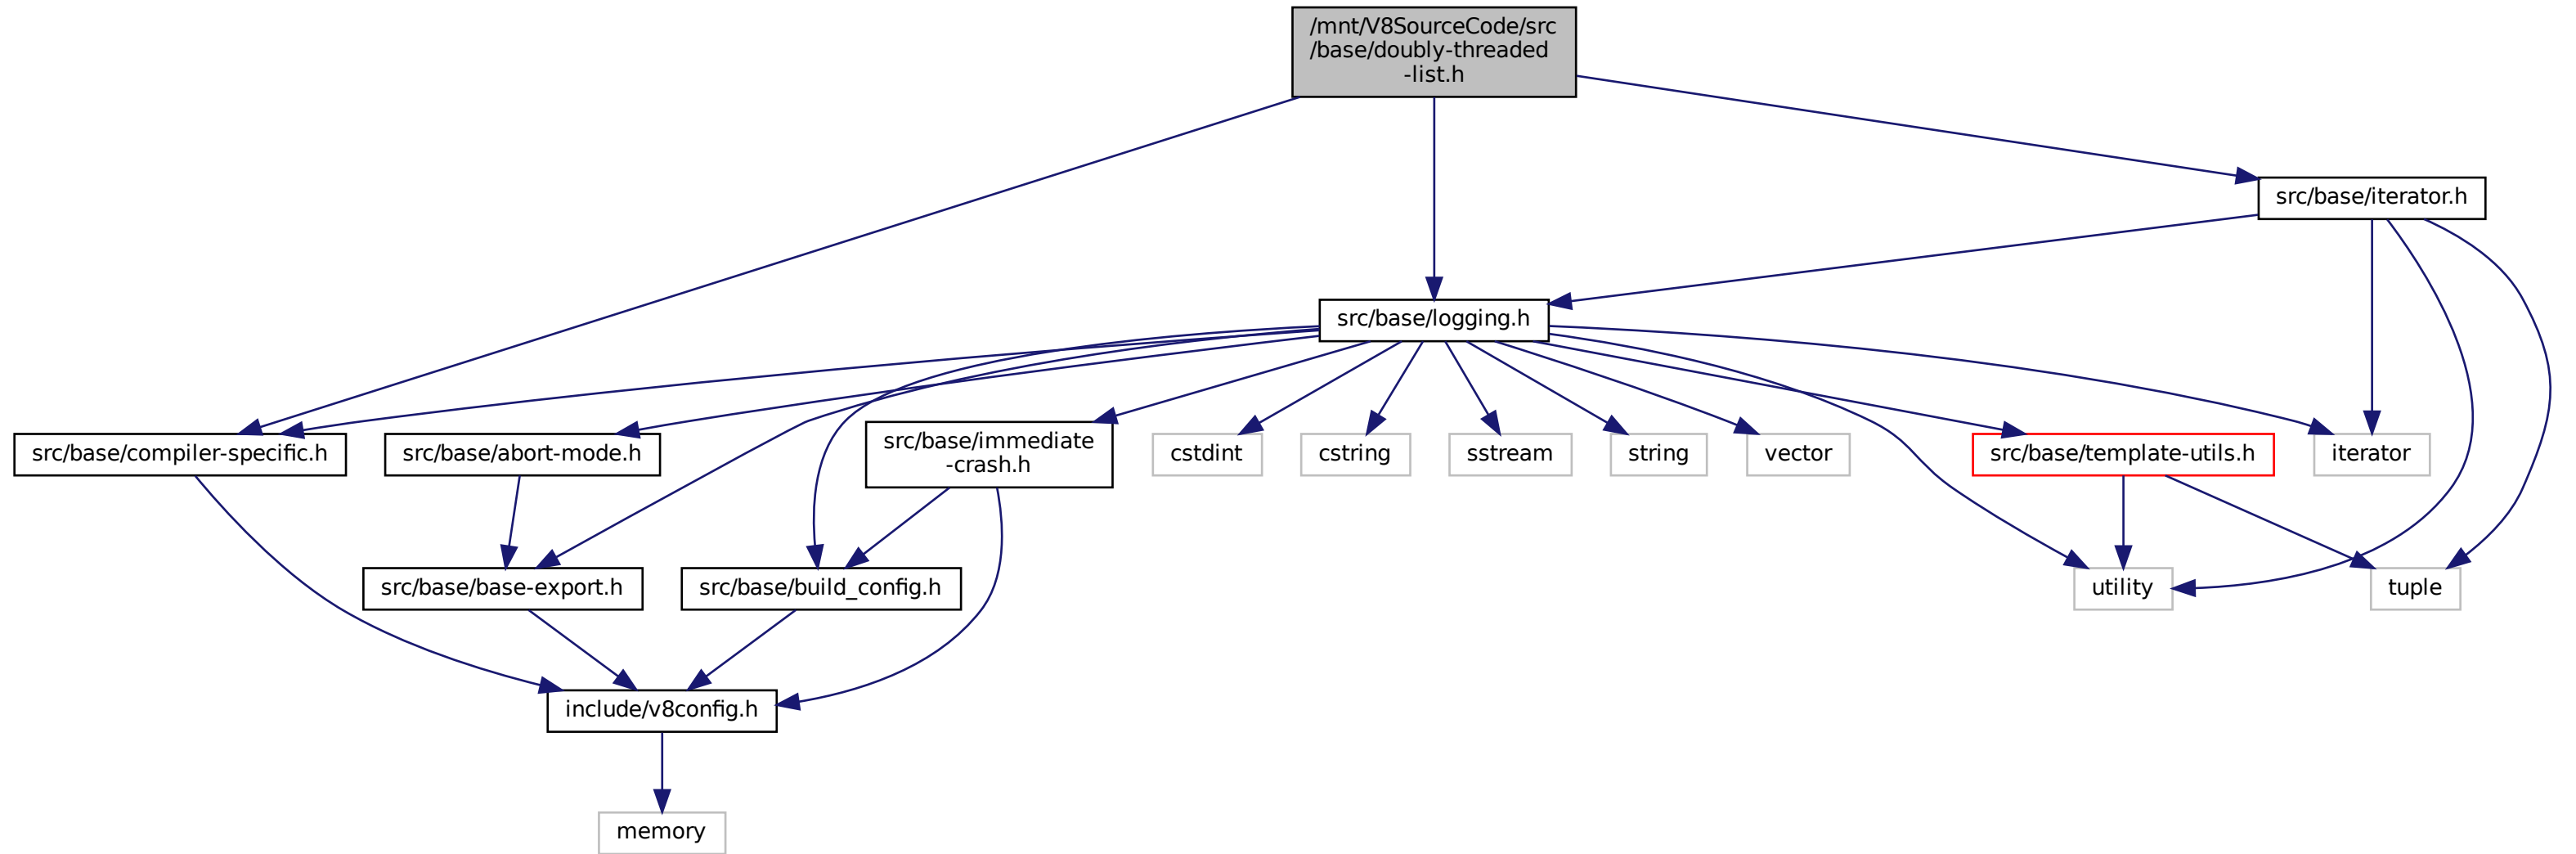 /mnt/V8SourceCode/src
/base/doubly-threaded
-list.h
src/base/iterator.h
src/base/logging.h
src/base/compiler-specific.h
src/base/abort-mode.h
src/base/immediate
-crash.h
cstdint
cstring
sstream
string
vector
src/base/template-utils.h
iterator
src/base/base-export.h
src/base/build_config.h
utility
tuple
include/v8config.h
memory